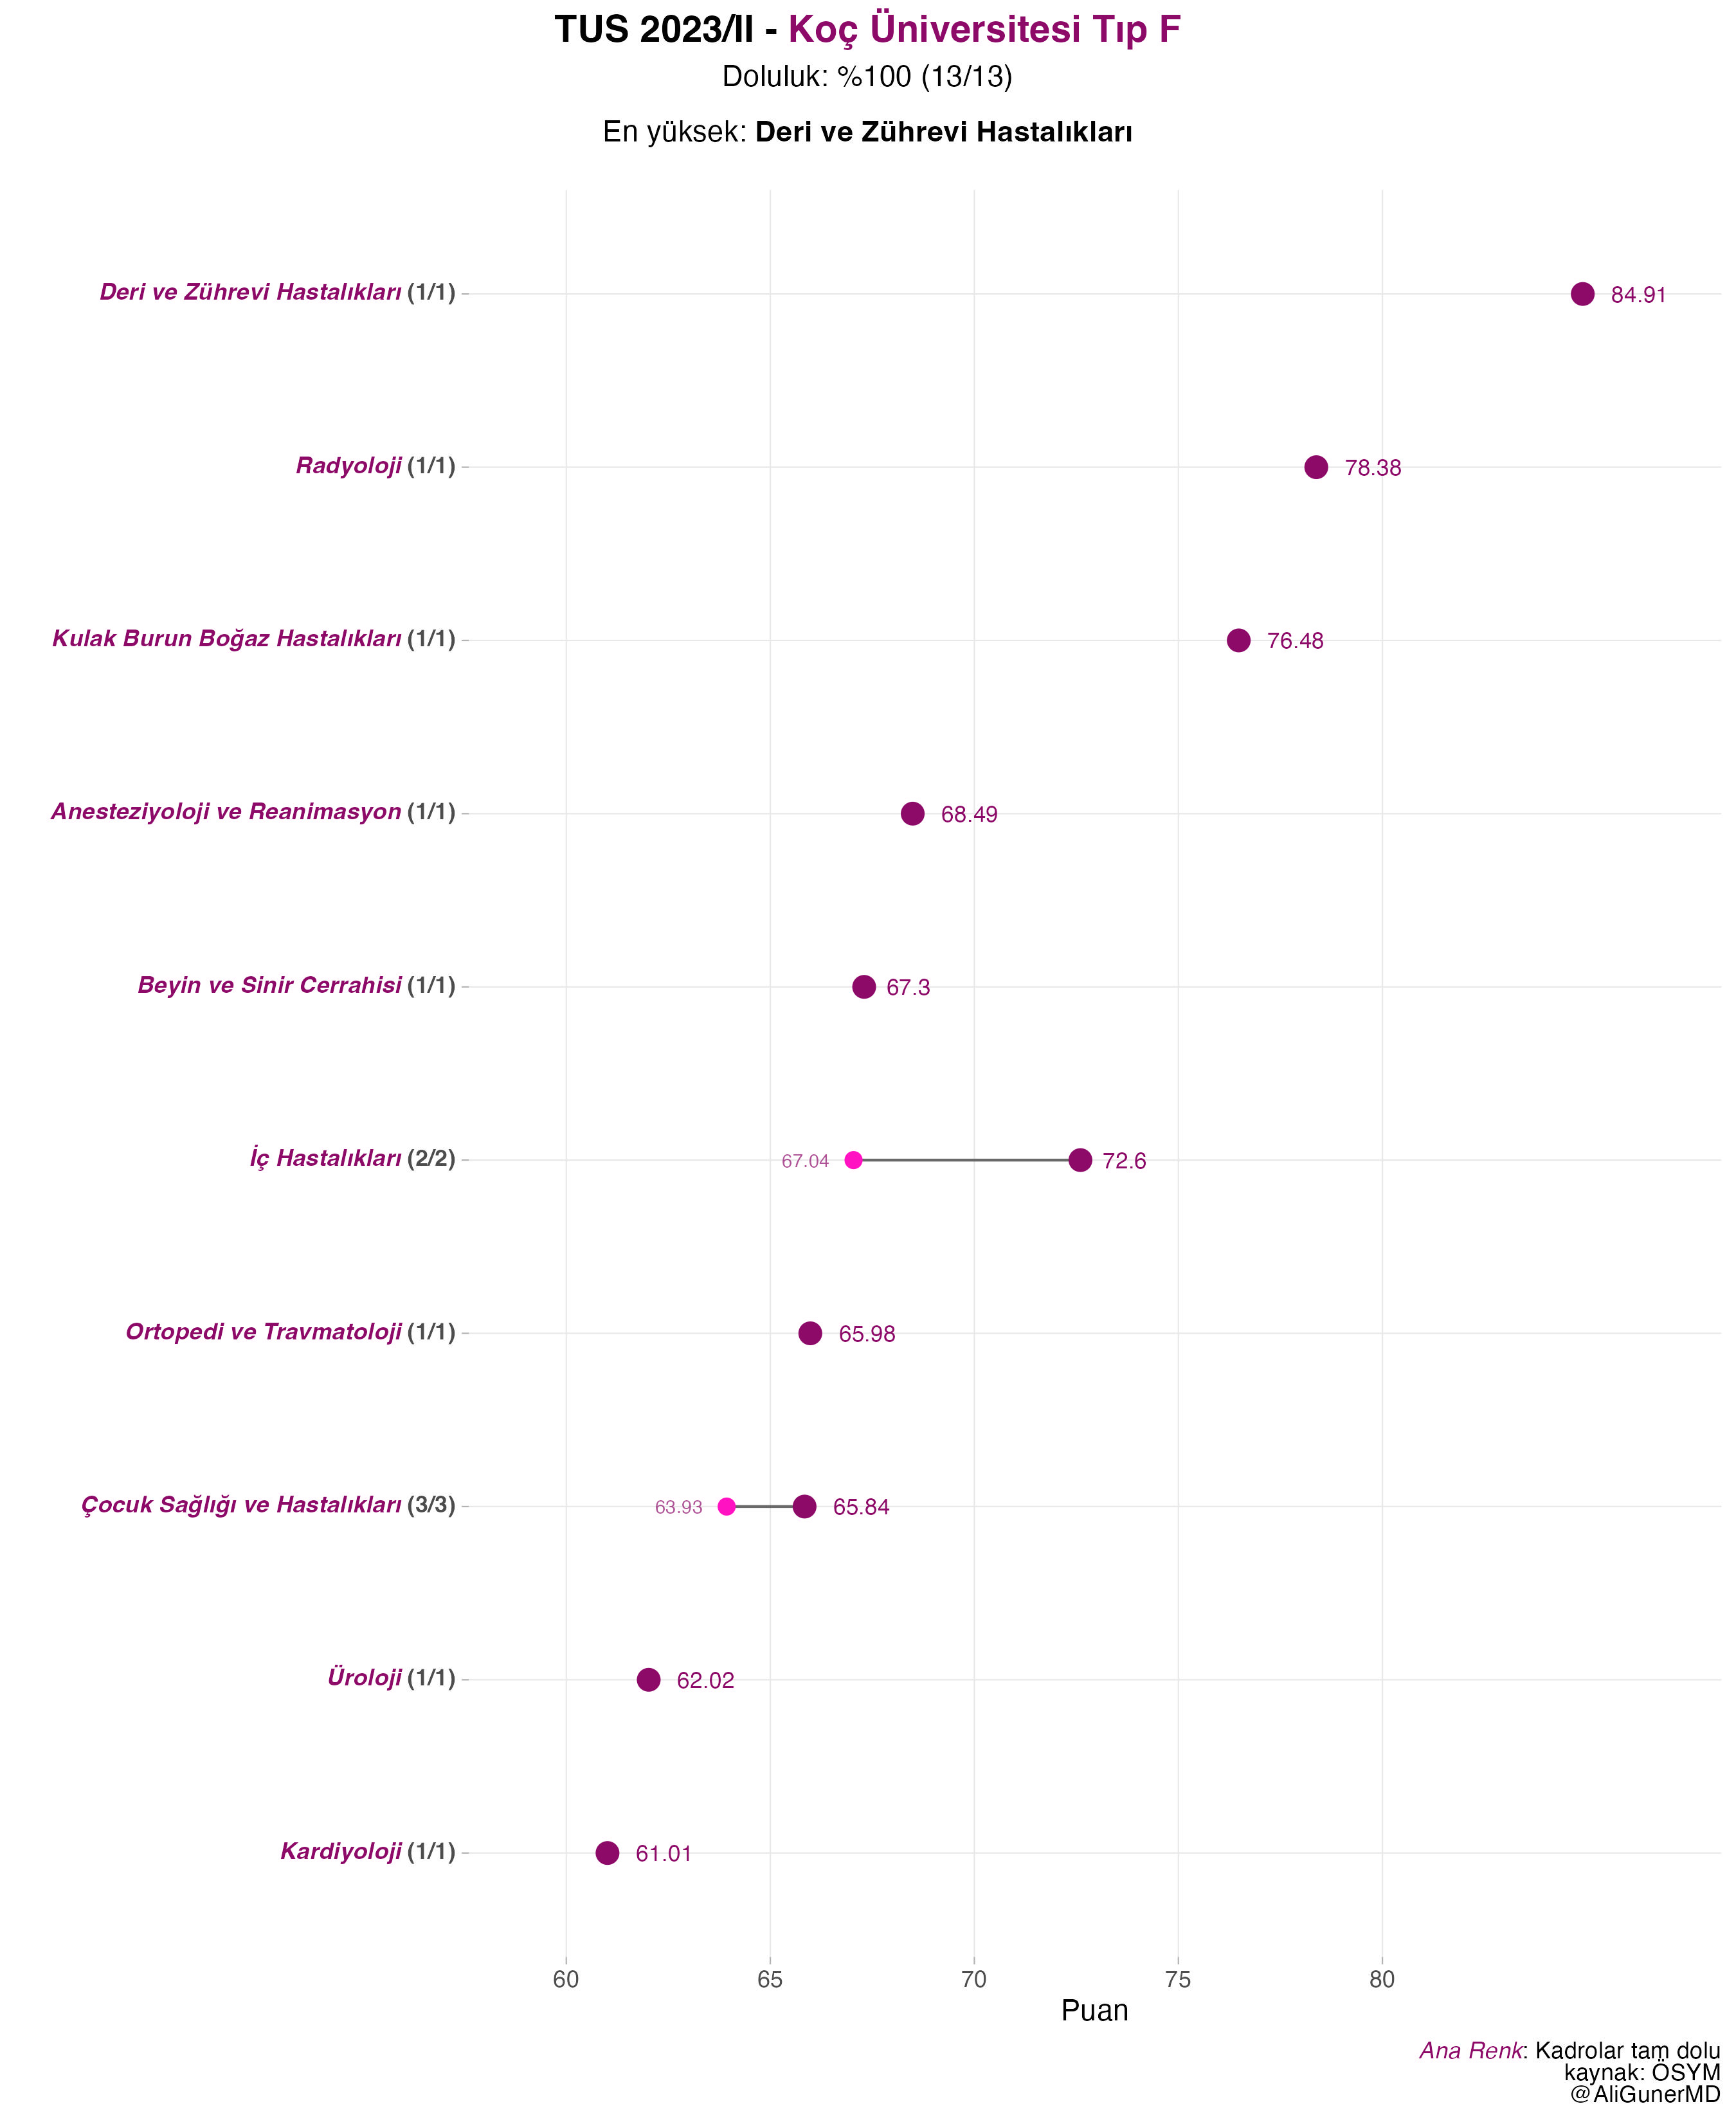 TUS 2023/II - Koç Üniversitesi Tıp F
Doluluk: %100 (13/13)
En yüksek: Deri ve Zührevi Hastalıkları
Deri ve Zührevi Hastalıkları (1/1) 84.91
Radyoloji (1/1) 78.38
Kulak Burun Boğaz Hastalıkları (1/1) 76.48
Anesteziyoloji ve Reanimasyon (1/1) 68.49
Beyin ve Sinir Cerrahisi (1/1) 67.3
İç Hastalıkları (2/2) 67.04 72.6
Ortopedi ve Travmatoloji (1/1) 65.98
Çocuk Sağlığı ve Hastalıkları (3/3) 63.93 65.84
Üroloji (1/1) 62.02
Kardiyoloji (1/1) 61.01
60 65 70 75 80
Puan
Ana Renk: Kadrolar tam dolu
kaynak: ÖSYM
@AliGunerMD